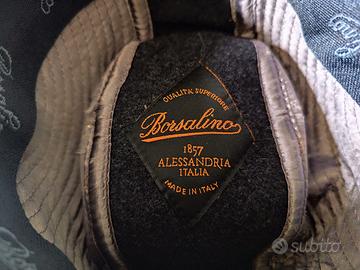 QUALITÀ SUPERIORE
Borsalino
1857
ALESSANDRIA
ITALIA
MADE IN ITALY
subito